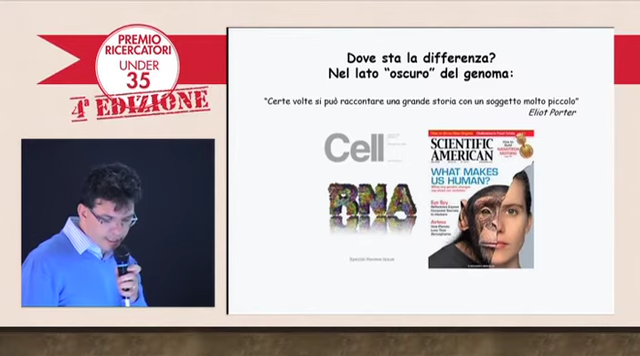 PREMIO
RICERCATORI
UNDER
35
4ª EDIZIONE
Dove sta la differenza?
Nel lato “oscuro” del genoma:
“Certe volte si può raccontare una grande storia con un soggetto molto piccolo”
Eliot Porter
Cell
RNA
Special Review Issue
SCIENTIFIC
AMERICAN
WHAT MAKES
US HUMAN?